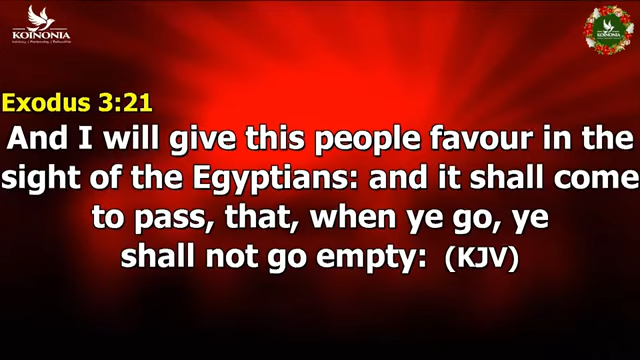 KOINONIA
KOINONIA
Exodus 3:21
And I will give this people favour in the
sight of the Egyptians: and it shall come
to pass, that, when ye go, ye
shall not go empty: (KJV)